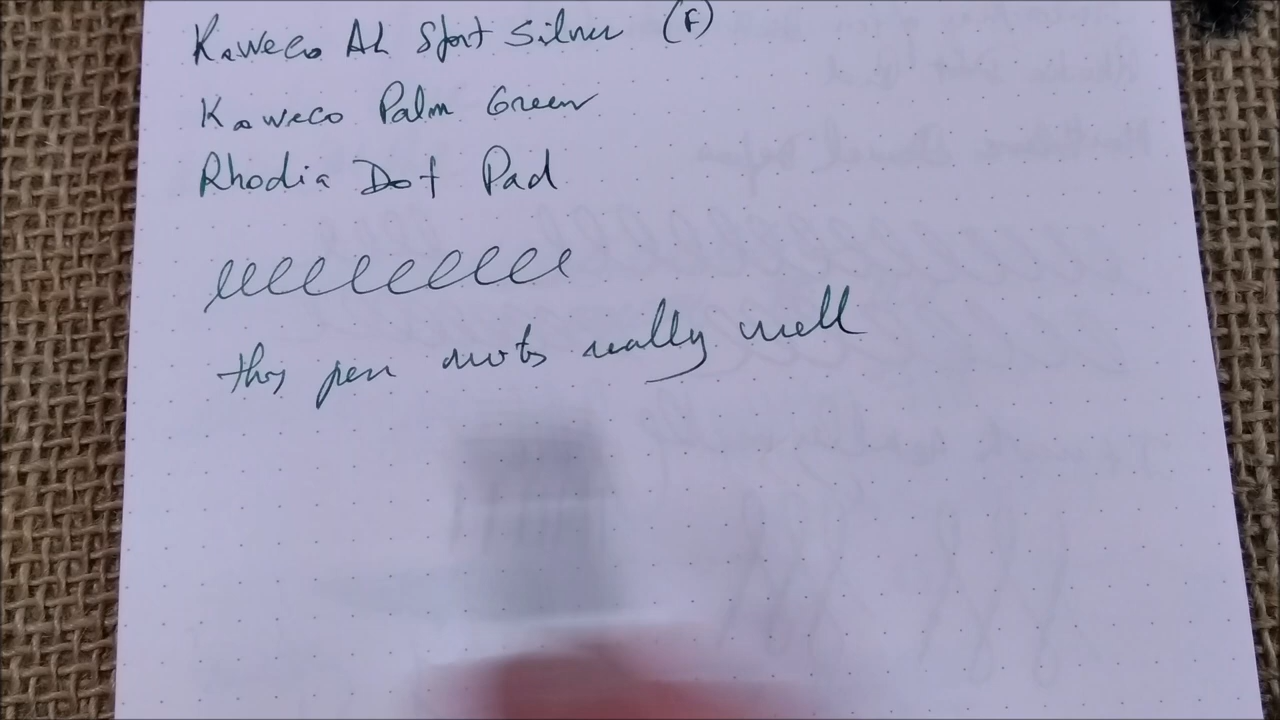 Kaweco AL Sport Silver (F)
Kaweco Palm Green
Rhodia Dot Pad
this pen writes really well